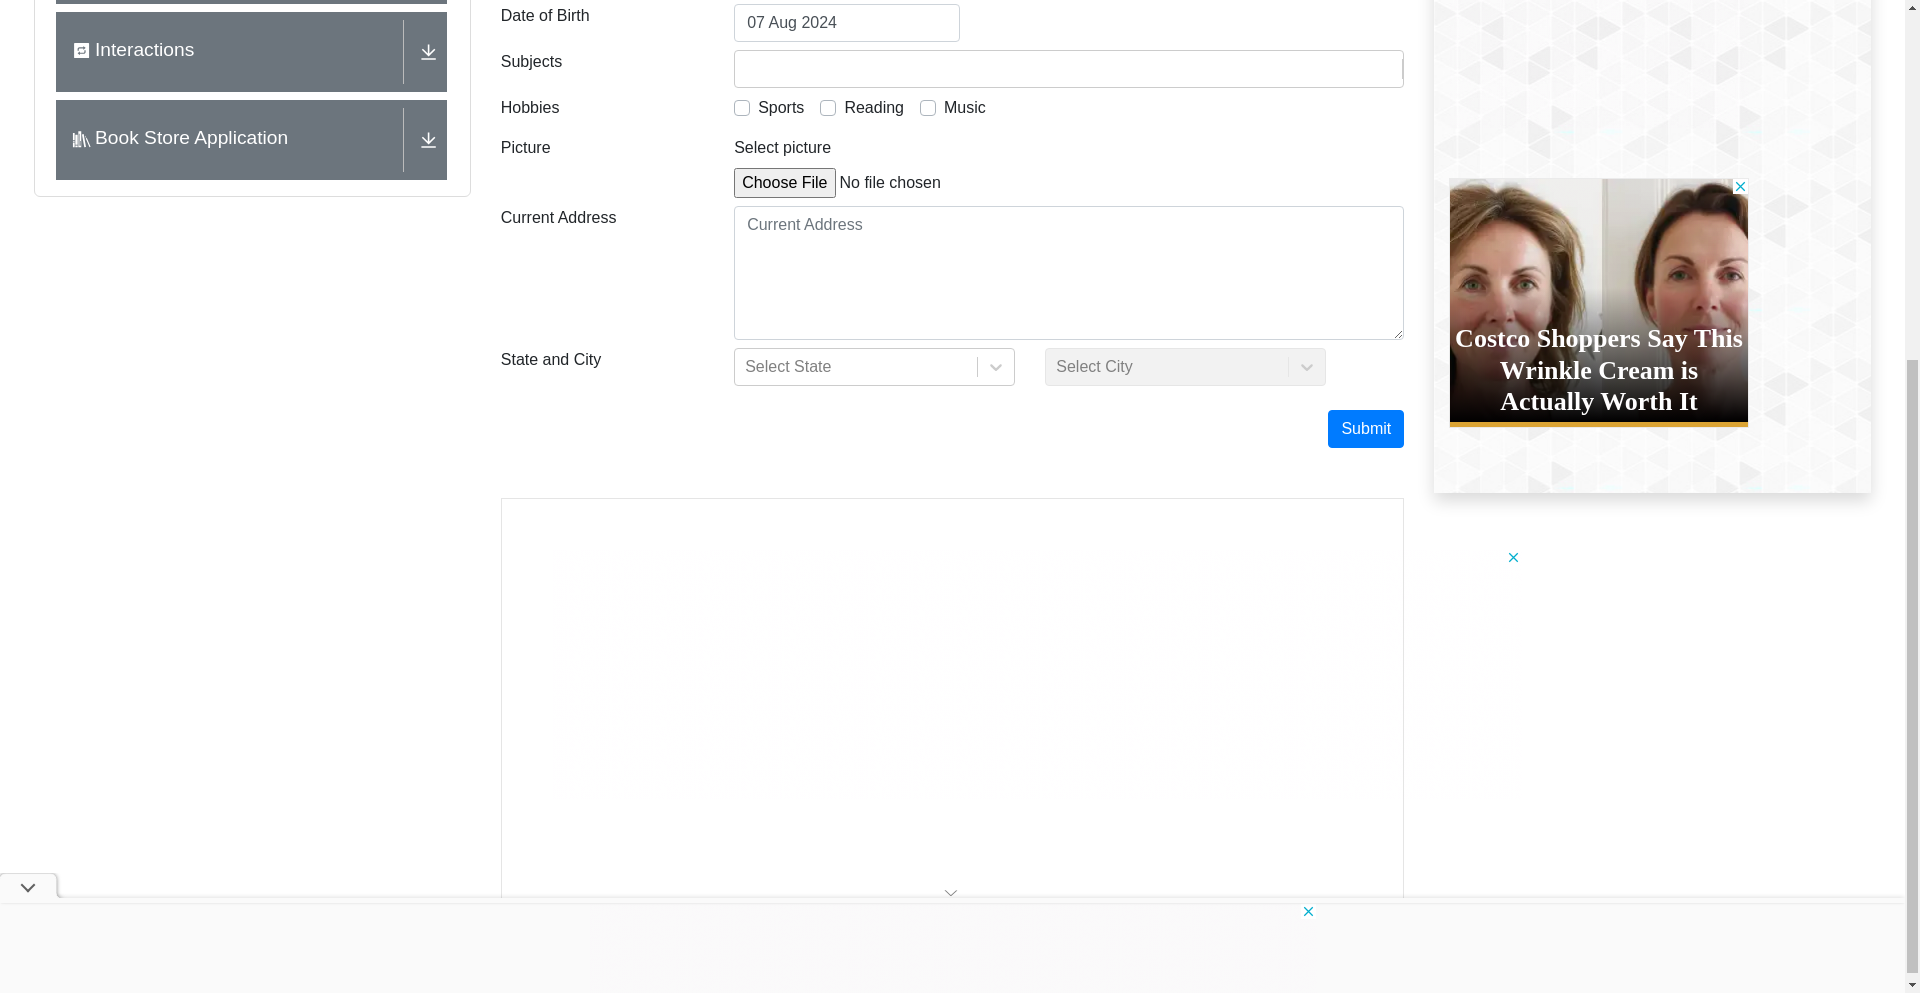 Interactions
Book Store Application
Date of Birth
07 Aug 2024
Subjects
Hobbies
Sports
Reading
Music
Picture
Select picture
Choose File No file chosen
Current Address
Current Address
State and City
Select State
Select City
Submit
Costco Shoppers Say This
Wrinkle Cream is
Actually Worth It